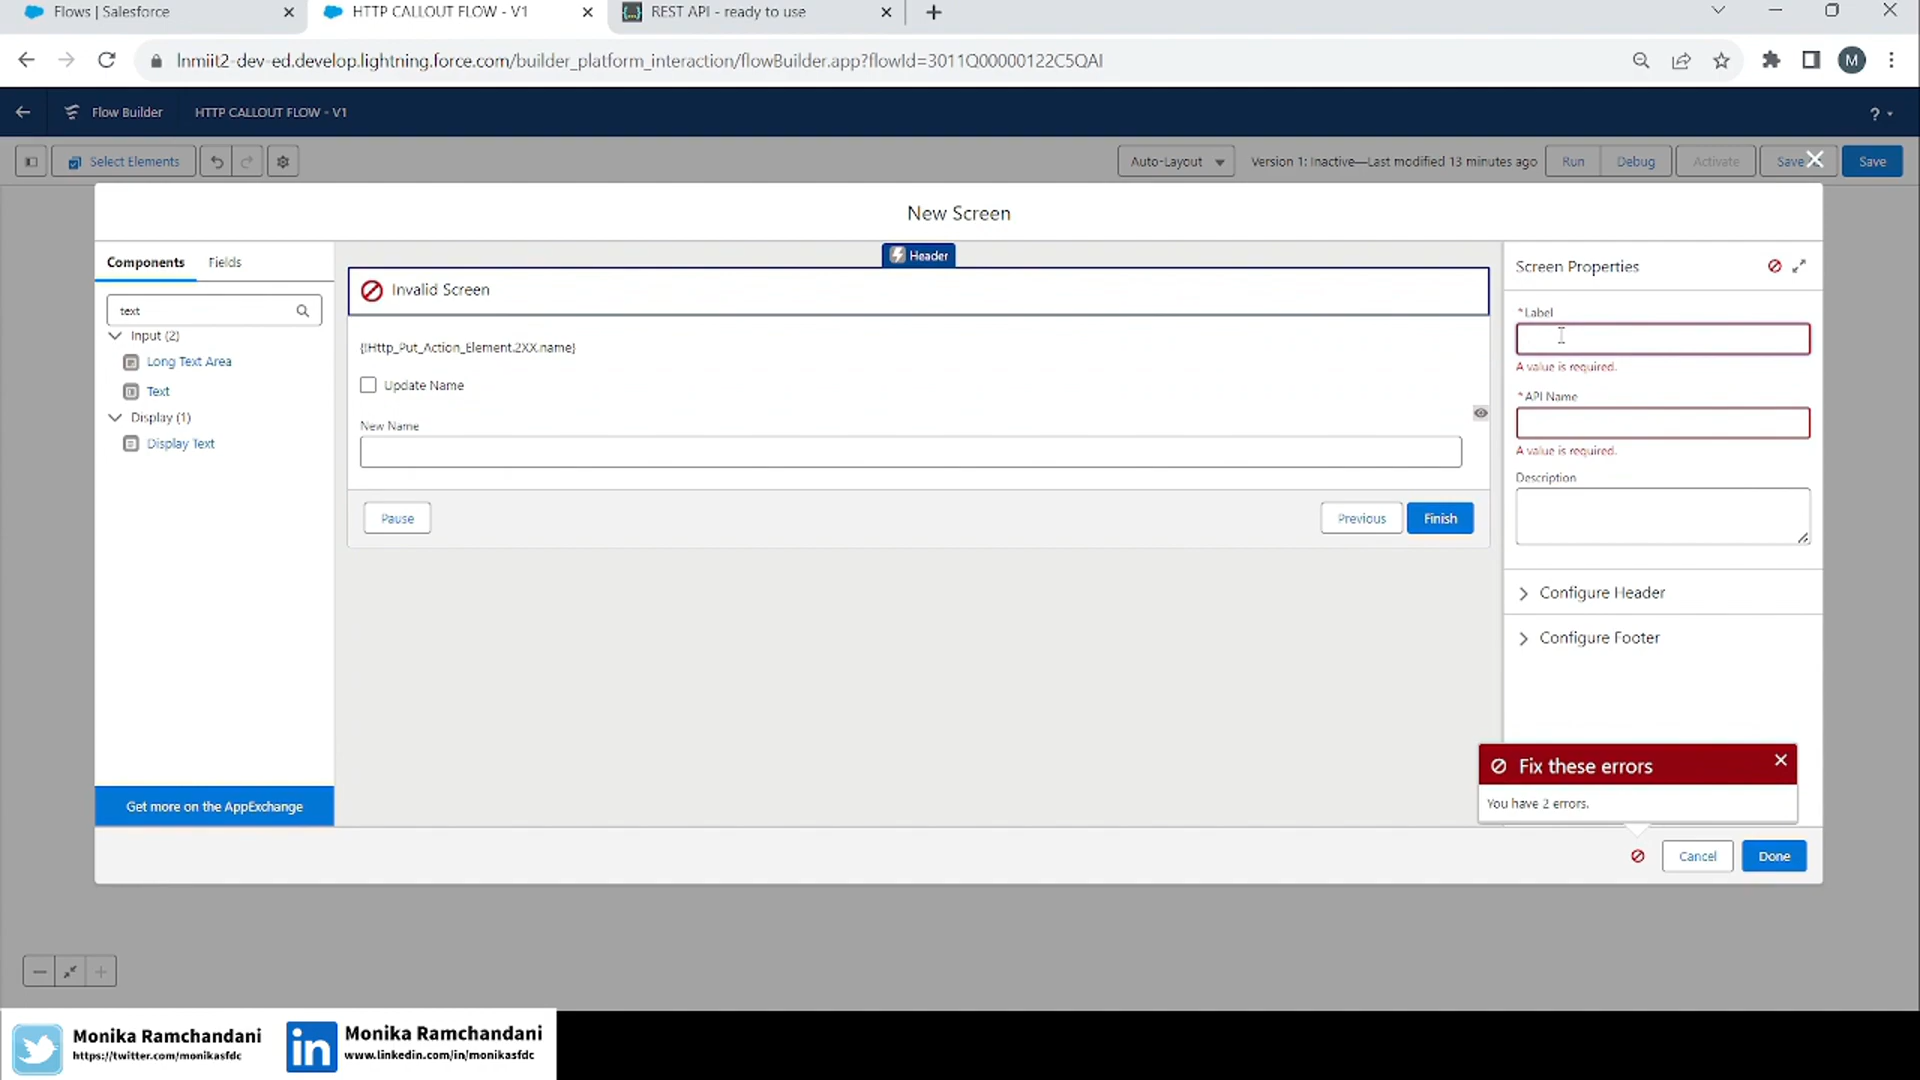 Flows | Salesforce
HTTP CALLOUT FLOW - V1
REST API - ready to use
lnmiit2-dev-ed.develop.lightning.force.com/builder_platform_interaction/flowBuilder.app?flowId=3011Q00000122C5QAI
M
Flow Builder
HTTP CALLOUT FLOW - V1
?
Select Elements
Auto-Layout
Version 1: Inactive—Last modified 13 minutes ago
Run
Debug
Activate
Save
Save
New Screen
Components
Fields
Header
Screen Properties
text
Input (2)
Long Text Area
Text
Display (1)
Display Text
Invalid Screen
{!Http_Put_Action_Element.2XX.name}
Update Name
New Name
Pause
Previous
Finish
*Label
A value is required.
*API Name
A value is required.
Description
Configure Header
Configure Footer
Fix these errors
You have 2 errors.
Get more on the AppExchange
Cancel
Done
Monika Ramchandani
https://twitter.com/monikasfdc
in
Monika Ramchandani
www.linkedin.com/in/monikasfdc